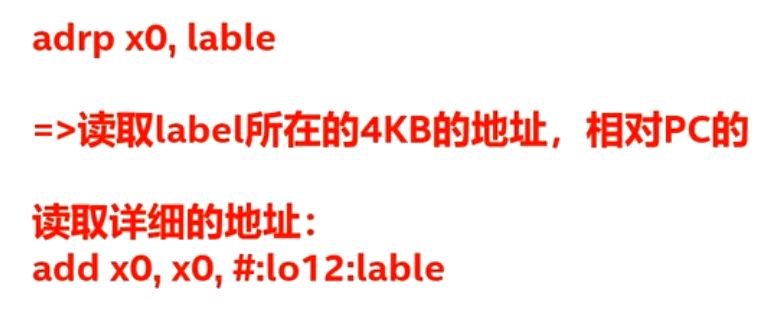 adrp x0, lable
=>读取label所在的4KB的地址，相对PC的
读取详细的地址：
add x0, x0, #:lo12:lable